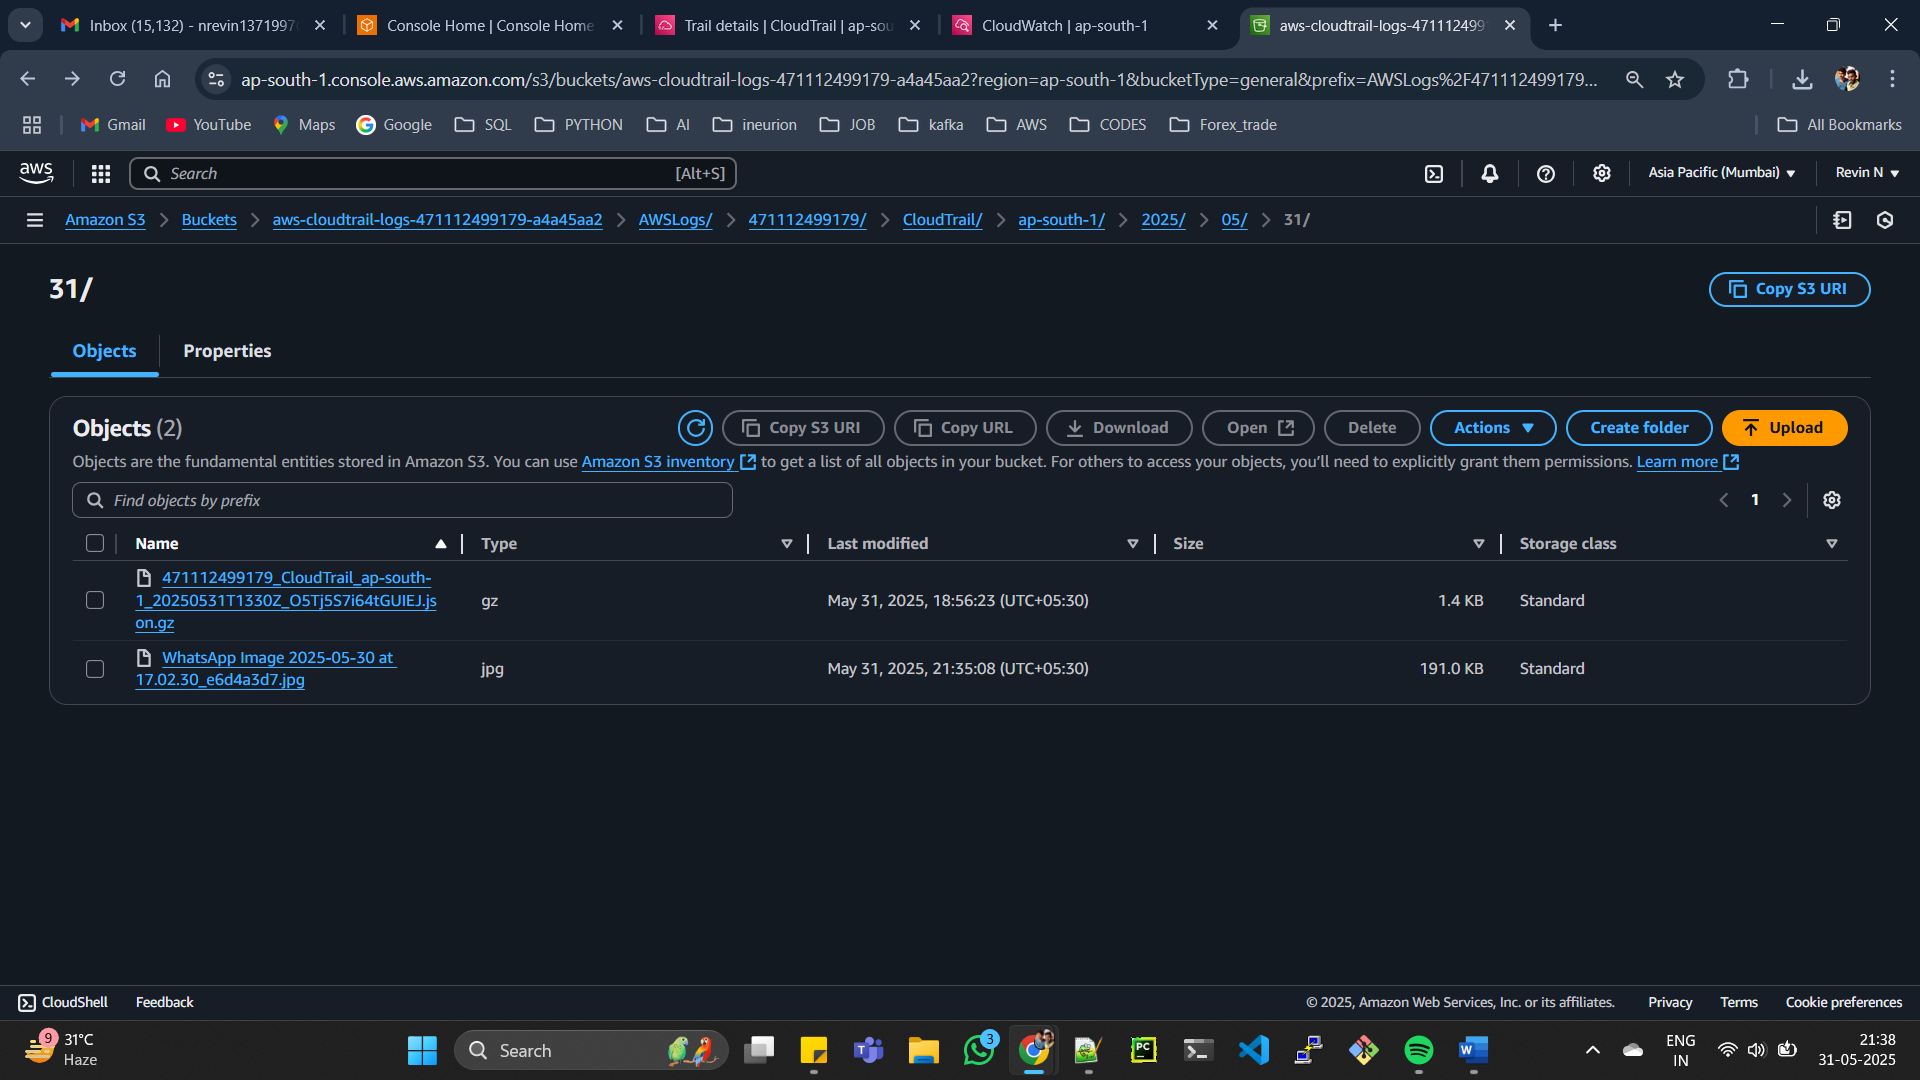 Inbox (15,132) - nrevin1371997
Console Home | Console Home
Trail details | CloudTrail | ap-sou
CloudWatch | ap-south-1
aws-cloudtrail-logs-471112499
ap-south-1.console.aws.amazon.com/s3/buckets/aws-cloudtrail-logs-471112499179-a4a45aa2?region=ap-south-1&bucketType=general&prefix=AWSLogs%2F471112499179...
Gmail YouTube Maps Google SQL PYTHON AI ineurion JOB kafka AWS CODES Forex_trade All Bookmarks
aws Search [Alt+S] Asia Pacific (Mumbai) Revin N
Amazon S3 Buckets aws-cloudtrail-logs-471112499179-a4a45aa2 AWSLogs/ 471112499179/ CloudTrail/ ap-south-1/ 2025/ 05/ 31/
31/
Copy S3 URI
Objects Properties
Objects (2) Copy S3 URI Copy URL Download Open Delete Actions Create folder Upload
Objects are the fundamental entities stored in Amazon S3. You can use Amazon S3 inventory to get a list of all objects in your bucket. For others to access your objects, you'll need to explicitly grant them permissions. Learn more
Find objects by prefix
1
Name Type Last modified Size Storage class
471112499179_CloudTrail_ap-south-
1_20250531T1330Z_O5Tj5S7i64tGUIEJ.js
on.gz
gz May 31, 2025, 18:56:23 (UTC+05:30) 1.4 KB Standard
WhatsApp Image 2025-05-30 at
17.02.30_e6d4a3d7.jpg
jpg May 31, 2025, 21:35:08 (UTC+05:30) 191.0 KB Standard
CloudShell Feedback © 2025, Amazon Web Services, Inc. or its affiliates. Privacy Terms Cookie preferences
9 31°C
Haze
Search
3
PC
W
ENG
IN
21:38
31-05-2025